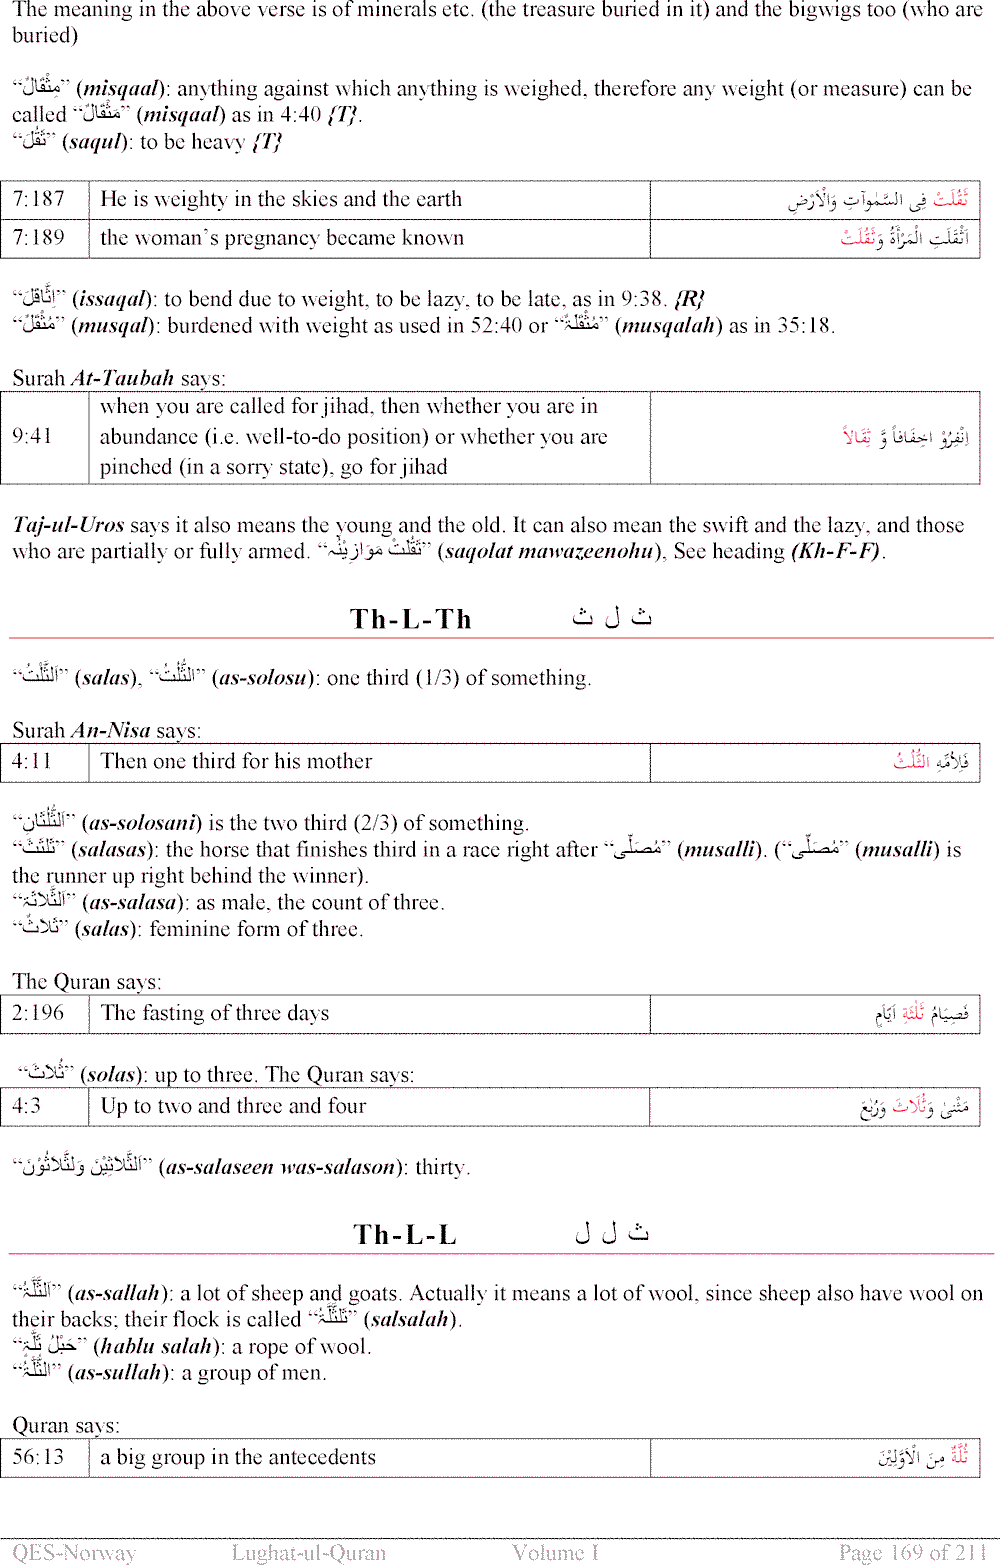 The meaning in the above verse is of minerals etc. (the treasure buried in it) and the bigwigs too (who are
buried)
“مِثْقَالٌ” (misqaal): anything against which anything is weighed, therefore any weight (or measure) can be
called “مَثْقَالٌ” (misqaal) as in 4:40 {T}.
“ثَقُلَ” (saqul): to be heavy {T}
7:187 He is weighty in the skies and the earth ثَقُلَتْ فِى السَّمٰوآتِ وَالْاَرْضِ
7:189 the woman’s pregnancy became known اَثْقَلَتِ الْمَرْأَةُ وَثَقُلَتْ
“اِثَّاقَلَ” (issaqal): to bend due to weight, to be lazy, to be late, as in 9:38. {R}
“مُثْقَلٌ” (musqal): burdened with weight as used in 52:40 or “مُثْقَلَۃٌ” (musqalah) as in 35:18.
Surah At-Taubah says:
9:41 when you are called for jihad, then whether you are in
abundance (i.e. well-to-do position) or whether you are
pinched (in a sorry state), go for jihad
اِنْفِرُوْ اخِفَافاً وَّ ثِقَالاً
Taj-ul-Uros says it also means the young and the old. It can also mean the swift and the lazy, and those
who are partially or fully armed. “ثَقُلَتْ مَوَازِيْنُہ” (saqolat mawazeenohu), See heading (Kh-F-F).
Th-L-Th ث ل ث
“اَلثَّلْثُ” (salas), “الثُّلُثُ” (as-solosu): one third (1/3) of something.
Surah An-Nisa says:
4:11 Then one third for his mother فَلِاُمِّهِ الثُّلُثُ
“اَلثُّلُثَانِ” (as-solosani) is the two third (2/3) of something.
“ثَلَثَثَ” (salasas): the horse that finishes third in a race right after “مُصَلِّى” (musalli). (“مُصَلِّى” (musalli) is
the runner up right behind the winner).
“اَلثَّلاَثَۃ” (as-salasa): as male, the count of three.
“ثَلاَثٌ” (salas): feminine form of three.
The Quran says:
2:196 The fasting of three days فَصِيَامُ ثَلٰثَةِ اَيَّامٍ
“ثُلاَثَ” (solas): up to three. The Quran says:
4:3 Up to two and three and four مَثْنىٰ وَثُلَاثَ وَرُبٰعَ
“اَلثَّلاَثِيْنَ وَلثَّلاَثُوْنَ” (as-salaseen was-salason): thirty.
Th-L-L ث ل ل
“اَلثَّلَّۃُ” (as-sallah): a lot of sheep and goats. Actually it means a lot of wool, since sheep also have wool on
their backs; their flock is called “ثَلَثَّلَّۃُ” (salsalah).
“حَبْلُ ثَلَّۃٍ” (hablu salah): a rope of wool.
“الثُّلَّۃُ” (as-sullah): a group of men.
Quran says:
56:13 a big group in the antecedents ثُلَّةٌ مِنَ الْاَوَّلِيْنَ
QES-Norway Lughat-ul-Quran Volume I Page 169 of 211